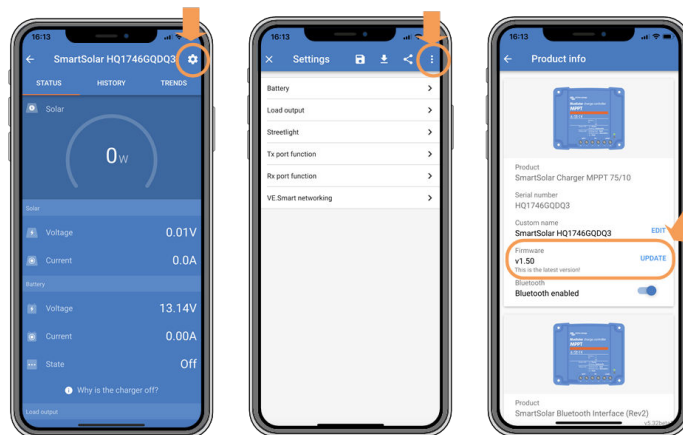 16:13
SmartSolar HQ1746GQDQ3
STATUS HISTORY TRENDS
Solar
0w
Solar
Voltage 0.01V
Current 0.0A
Battery
Voltage 13.14V
Current 0.00A
State Off
Why is the charger off?
Load output
16:13
Settings
Battery
Load output
Streetlight
Tx port function
Rx port function
VE.Smart networking
16:13
Product info
MPPT
Product
SmartSolar Charger MPPT 75/10
Serial number
HQ1746GQDQ3
Custom name
SmartSolar HQ1746GQDQ3 EDIT
Firmware
v1.50 UPDATE
This is the latest version!
Bluetooth
Bluetooth enabled
MPPT
Product
SmartSolar Bluetooth Interface (Rev2)